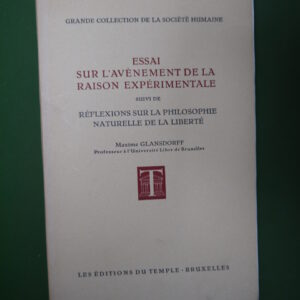 GRANDE COLLECTION DE LA SOCIÉTÉ HUMAINE
ESSAI
SUR L'AVÈNEMENT DE LA
RAISON EXPÉRIMENTALE
SUIVI DE
RÉFLEXIONS SUR LA PHILOSOPHIE
NATURELLE DE LA LIBERTÉ
Maxime GLANSDORFF
Professeur à l'Université Libre de Bruxelles
T
LES ÉDITIONS DU TEMPLE - BRUXELLES